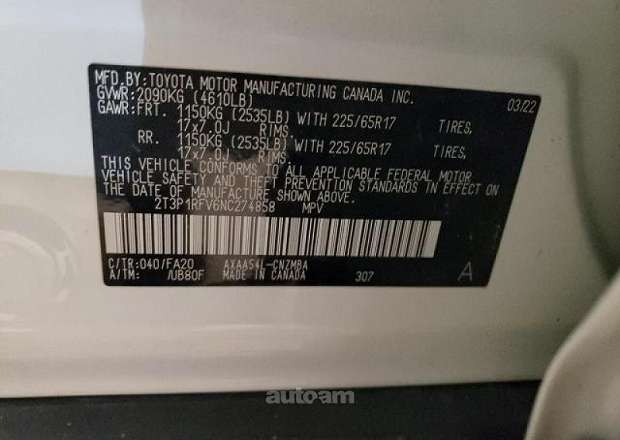 MFD.BY:TOYOTA MOTOR MANUFACTURING CANADA INC.
GVWR:2090KG (4610LB) 03/22
GAWR:FRT. 1150KG (2535LB) WITH 225/65R17 TIRES,
17x7.0J RIMS.
RR. 1150KG (2535LB) WITH 225/65R17 TIRES,
17x7.0J RIMS.
THIS VEHICLE CONFORMS TO ALL APPLICABLE FEDERAL MOTOR
VEHICLE SAFETY AND THEFT PREVENTION STANDARDS IN EFFECT ON
THE DATE OF MANUFACTURE SHOWN ABOVE.
2T3P1RFV6NC274858 MPV
C/TR:040/FA20 AXAA54L-CNZMBA
A/TM: /UB80F MADE IN CANADA 307 A
auto-am